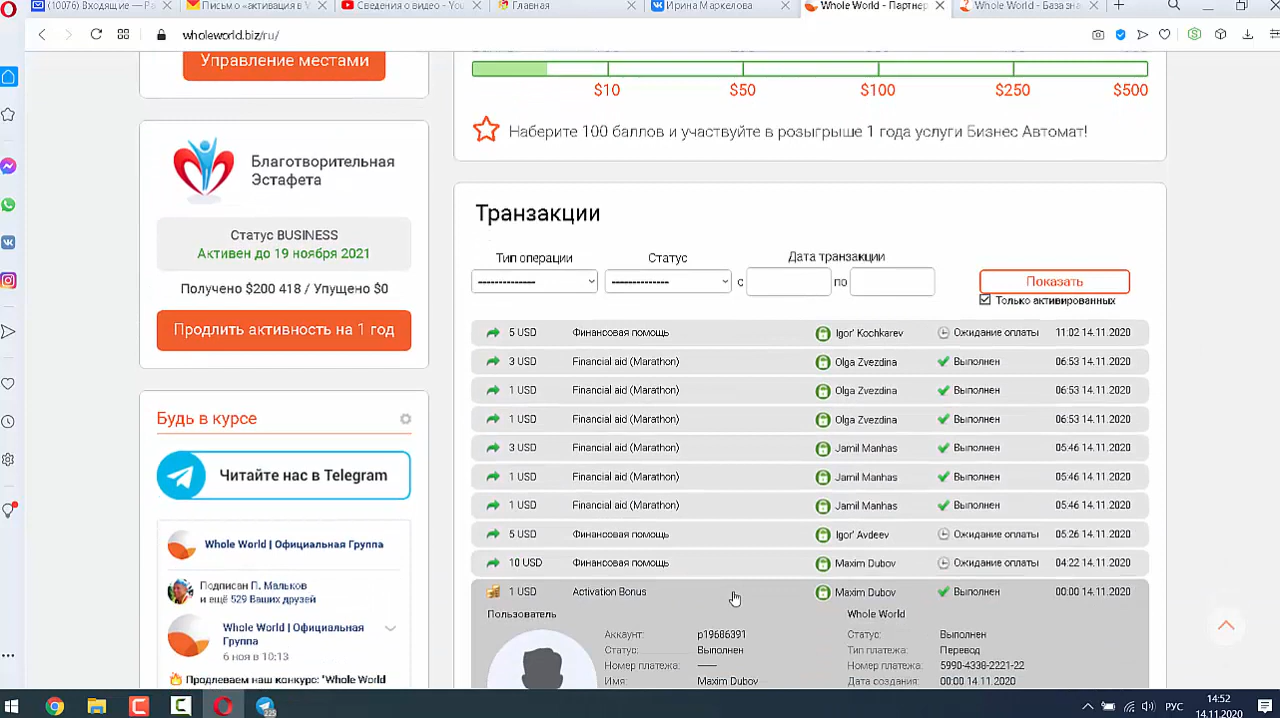 (10076) Входящие — Pa
Письмо о «активация в W
Сведения о видео - You
Главная
Ирина Маркелова
Whole World - Партнер
Whole World - База зна
wholeworld.biz/ru/
Управление местами
$10 $50 $100 $250 $500
Наберите 100 баллов и участвуйте в розыгрыше 1 года услуги Бизнес Автомат!
Благотворительная
Эстафета
Статус BUSINESS
Активен до 19 ноября 2021
Получено $200 418 / Упущено $0
Продлить активность на 1 год
Будь в курсе
Читайте нас в Telegram
Whole World | Официальная Группа
Подписан П. Мальков
и ещё 529 Ваших друзей
Whole World | Официальная
Группа
6 ноя в 10:13
Продлеваем наш конкурс: "Whole World
Транзакции
Тип операции Статус Дата транзакции
-------------- -------------- с по Показать
Только активированных
5 USD Финансовая помощь Igor' Kochkarev Ожидание оплаты 11:02 14.11.2020
3 USD Financial aid (Marathon) Olga Zvezdina Выполнен 06:53 14.11.2020
1 USD Financial aid (Marathon) Olga Zvezdina Выполнен 06:53 14.11.2020
1 USD Financial aid (Marathon) Olga Zvezdina Выполнен 06:53 14.11.2020
3 USD Financial aid (Marathon) Jamil Manhas Выполнен 05:46 14.11.2020
1 USD Financial aid (Marathon) Jamil Manhas Выполнен 05:46 14.11.2020
1 USD Financial aid (Marathon) Jamil Manhas Выполнен 05:46 14.11.2020
5 USD Финансовая помощь Igor' Avdeev Ожидание оплаты 05:26 14.11.2020
10 USD Финансовая помощь Maxim Dubov Ожидание оплаты 04:22 14.11.2020
1 USD Activation Bonus Maxim Dubov Выполнен 00:00 14.11.2020
Пользователь Whole World
Аккаунт: p19686391 Статус: Выполнен
Статус: Выполнен Тип платежа: Перевод
Номер платежа: —— Номер платежа: 5990-4338-2221-22
Имя: Maxim Dubov Дата создания: 00:00 14.11.2020
РУС
14:52
14.11.2020